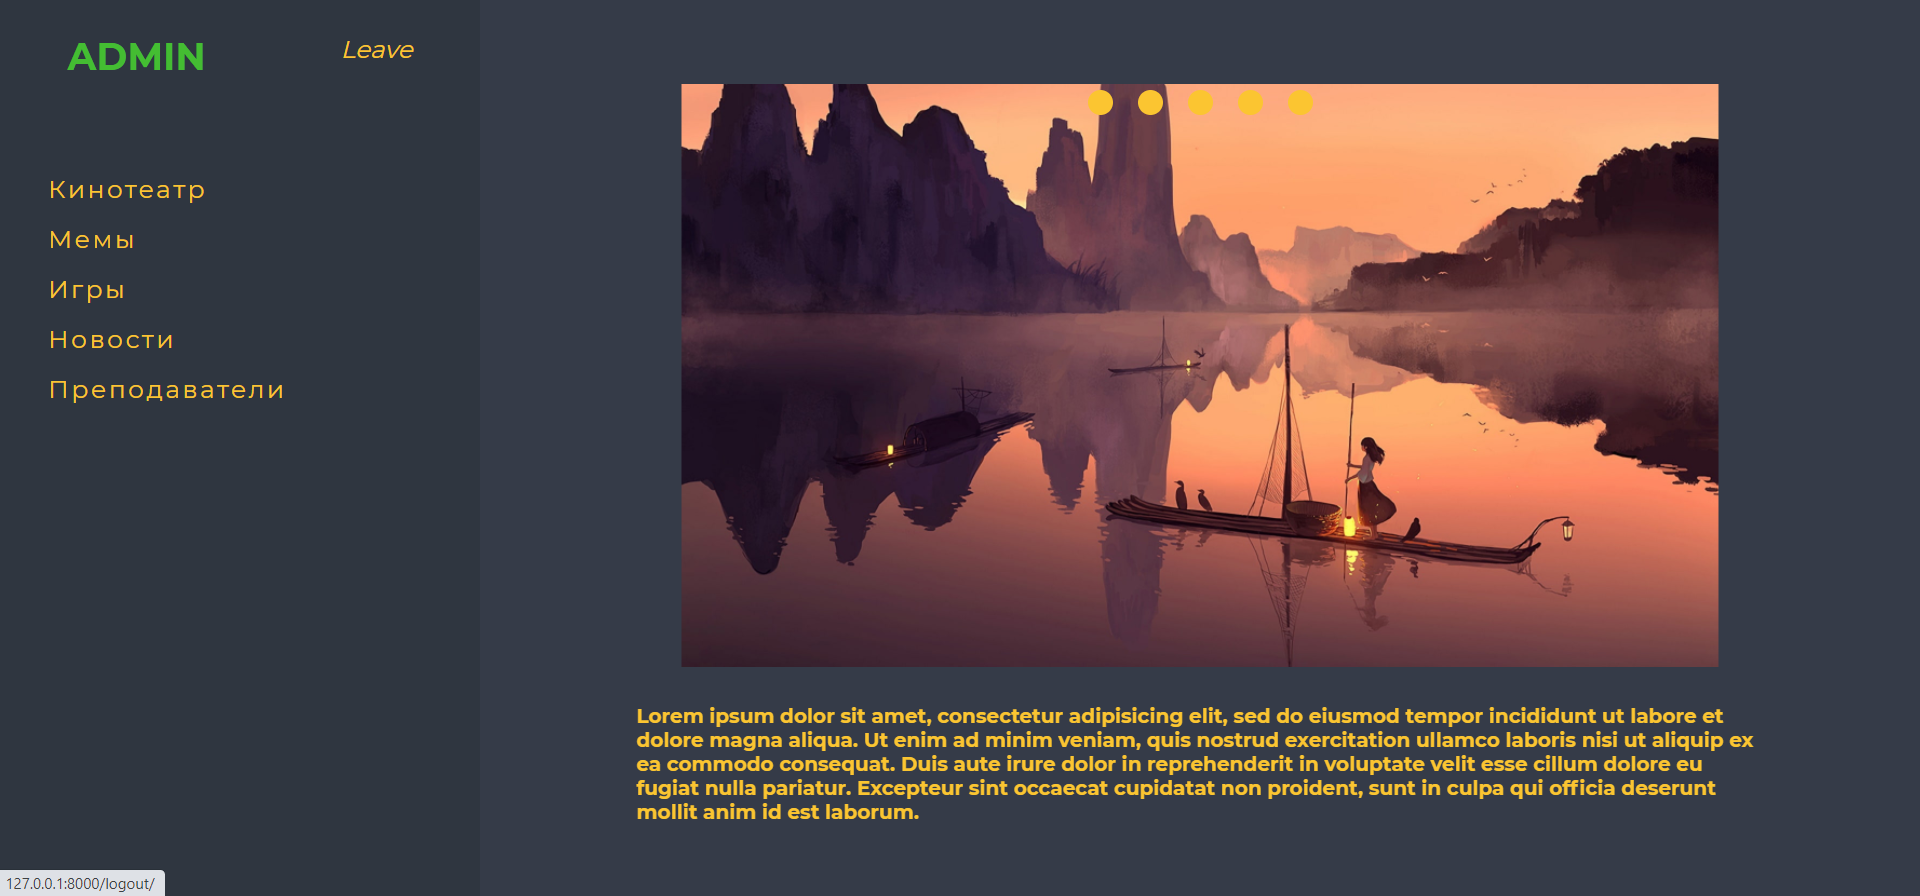 ADMIN
Leave
Кинотеатр
Мемы
Игры
Новости
Преподаватели
Lorem ipsum dolor sit amet, consectetur adipisicing elit, sed do eiusmod tempor incididunt ut labore et
dolore magna aliqua. Ut enim ad minim veniam, quis nostrud exercitation ullamco laboris nisi ut aliquip ex
ea commodo consequat. Duis aute irure dolor in reprehenderit in voluptate velit esse cillum dolore eu
fugiat nulla pariatur. Excepteur sint occaecat cupidatat non proident, sunt in culpa qui officia deserunt
mollit anim id est laborum.
127.0.0.1:8000/logout/